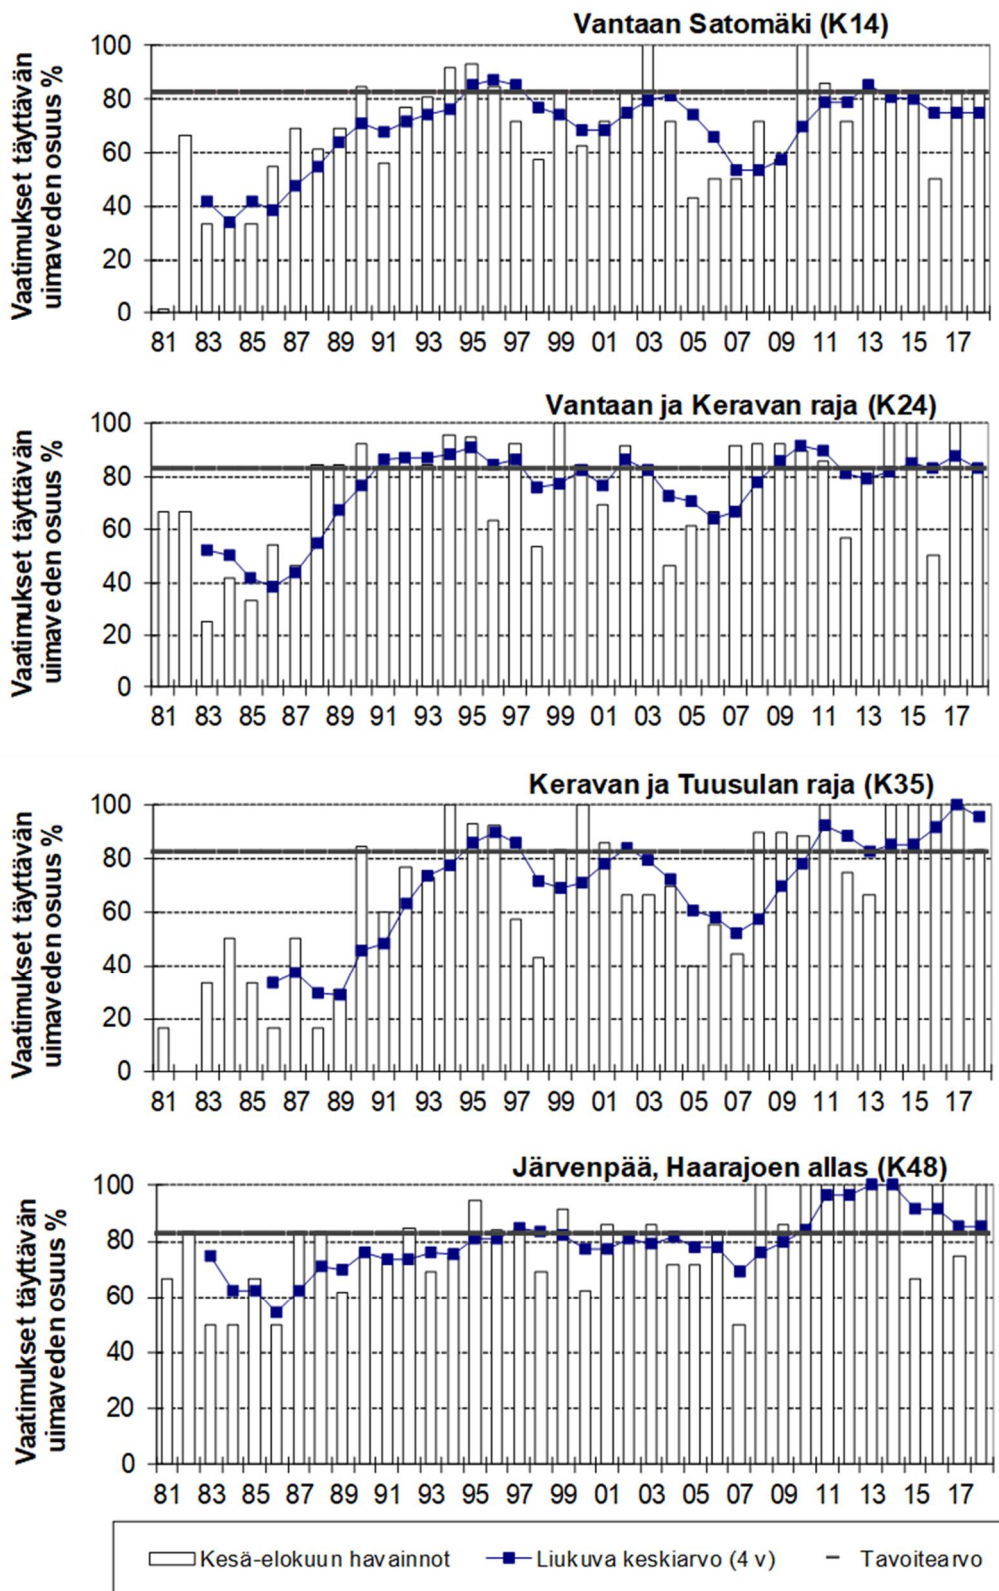 Vantaan Satomäki (K14)
Vaatimukset täyttävän
uimaveden osuus %
100
80
60
40
20
0
81 83 85 87 89 91 93 95 97 99 01 03 05 07 09 11 13 15 17
Vantaan ja Keravan raja (K24)
Vaatimukset täyttävän
uimaveden osuus %
100
80
60
40
20
0
81 83 85 87 89 91 93 95 97 99 01 03 05 07 09 11 13 15 17
Keravan ja Tuusulan raja (K35)
Vaatimukset täyttävän
uimaveden osuus %
100
80
60
40
20
0
81 83 85 87 89 91 93 95 97 99 01 03 05 07 09 11 13 15 17
Järvenpää, Haarajoen allas (K48)
Vaatimukset täyttävän
uimaveden osuus %
100
80
60
40
20
0
81 83 85 87 89 91 93 95 97 99 01 03 05 07 09 11 13 15 17
Kesä-elokuun havainnot Liukuva keskiarvo (4 v) Tavoitearvo